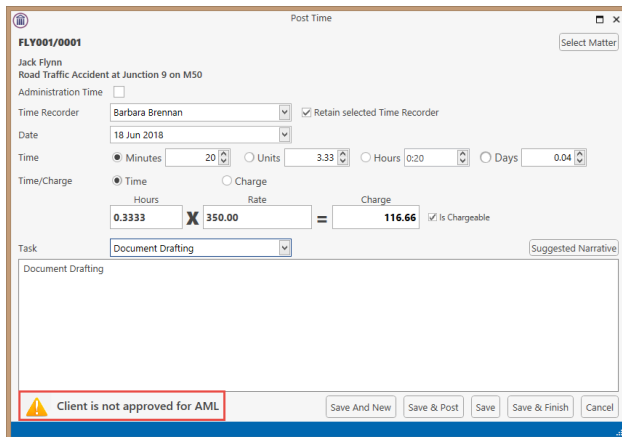 Post Time
FLY001/0001 Select Matter
Jack Flynn
Road Traffic Accident at Junction 9 on M50
Administration Time
Time Recorder Barbara Brennan Retain selected Time Recorder
Date 18 Jun 2018
Time Minutes 20 Units 3.33 Hours 0:20 Days 0.04
Time/Charge Time Charge
Hours Rate Charge
0.3333 X 350.00 = 116.66 Is Chargeable
Task Document Drafting Suggested Narrative
Document Drafting
Client is not approved for AML Save And New Save & Post Save Save & Finish Cancel